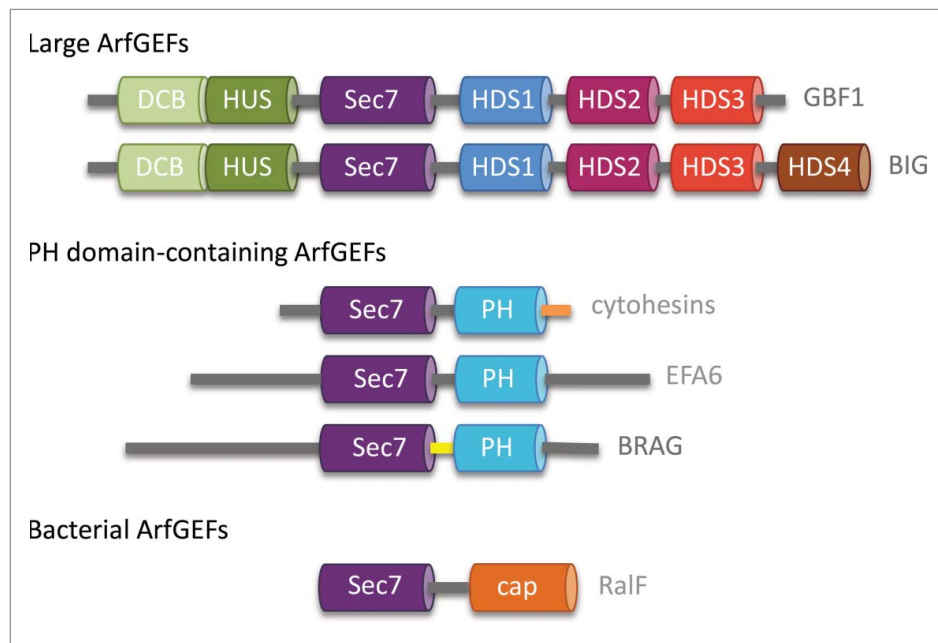 Large ArfGEFs
DCB HUS Sec7 HDS1 HDS2 HDS3 GBF1
DCB HUS Sec7 HDS1 HDS2 HDS3 HDS4 BIG
PH domain-containing ArfGEFs
Sec7 PH cytohesins
Sec7 PH EFA6
Sec7 PH BRAG
Bacterial ArfGEFs
Sec7 cap RalF